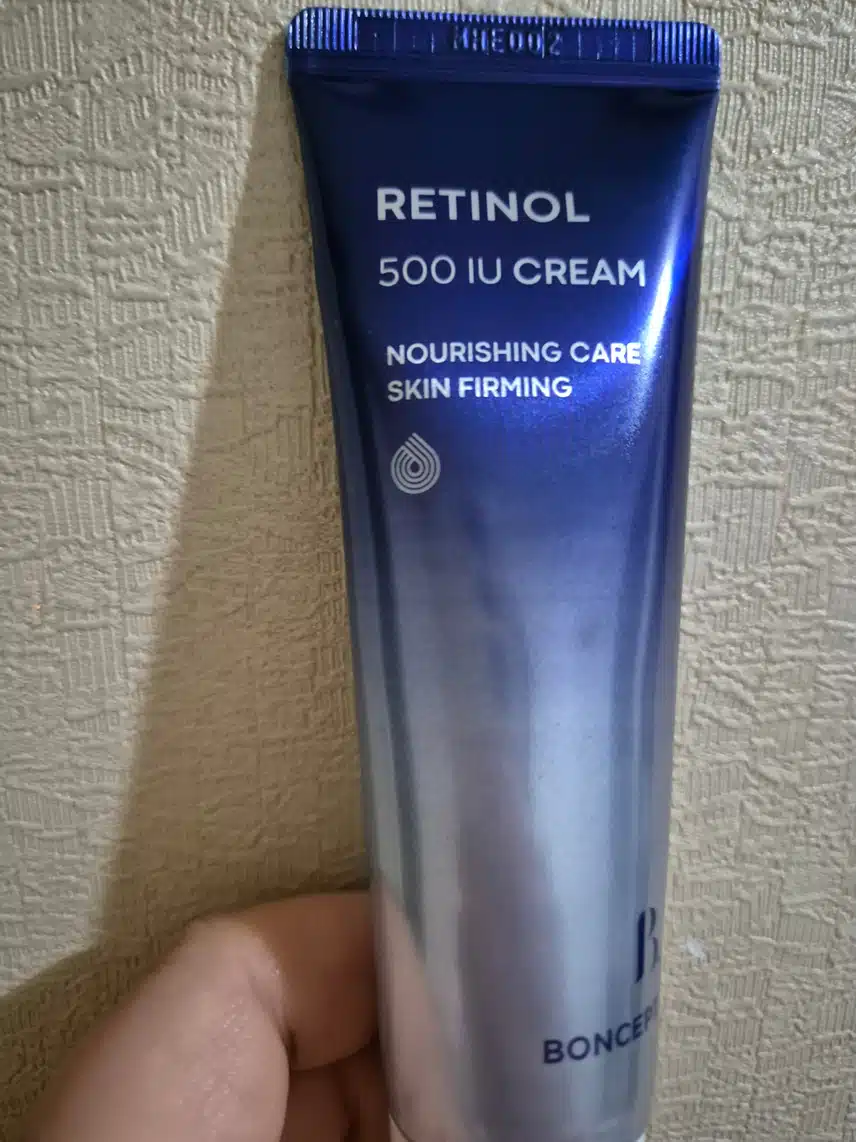 RETINOL
500 IU CREAM
NOURISHING CARE
SKIN FIRMING
B